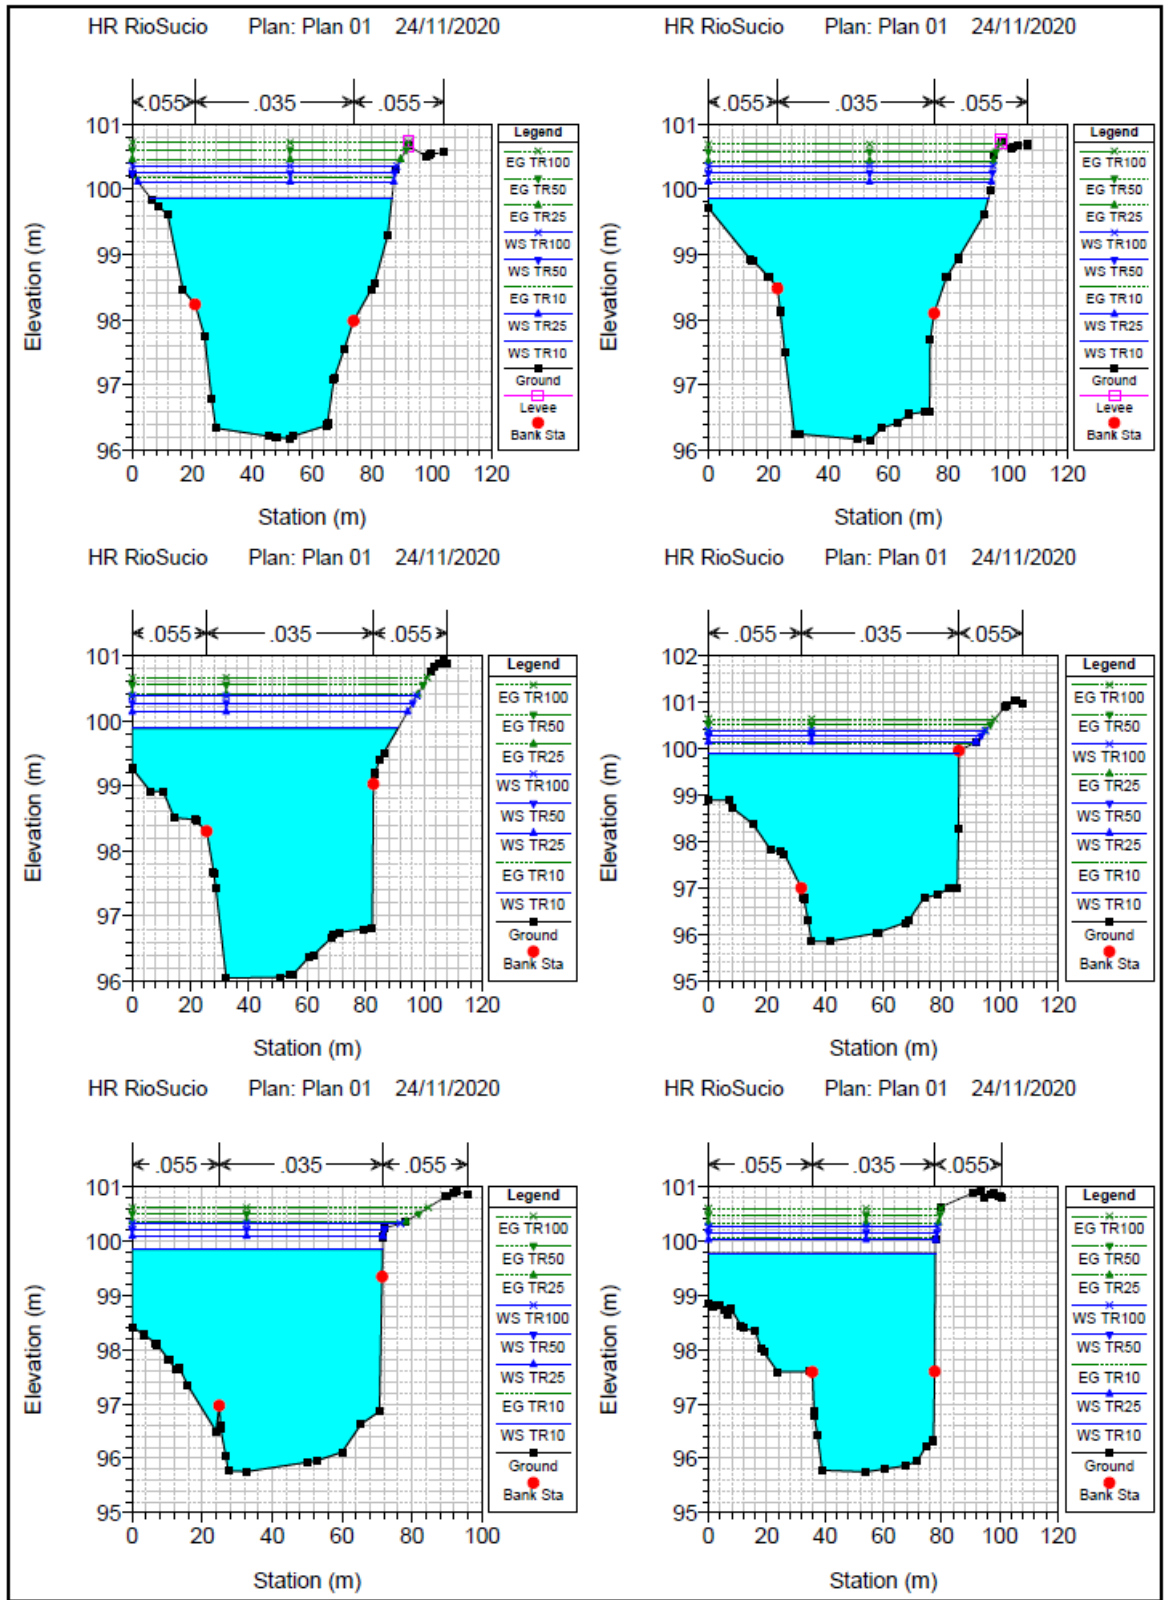 HR RioSucio Plan: Plan 01 24/11/2020
.055 .035 .055
Legend
EG TR100
EG TR50
EG TR25
WS TR100
WS TR50
EG TR10
WS TR25
WS TR10
Ground
Levee
Bank Sta
101
100
99
98
97
96
Elevation (m)
0 20 40 60 80 100 120
Station (m)
HR RioSucio Plan: Plan 01 24/11/2020
.055 .035 .055
Legend
EG TR100
EG TR50
EG TR25
WS TR100
WS TR50
EG TR10
WS TR25
WS TR10
Ground
Levee
Bank Sta
101
100
99
98
97
96
Elevation (m)
0 20 40 60 80 100 120
Station (m)
HR RioSucio Plan: Plan 01 24/11/2020
.055 .035 .055
Legend
EG TR100
EG TR50
EG TR25
WS TR100
WS TR50
WS TR25
EG TR10
WS TR10
Ground
Bank Sta
101
100
99
98
97
96
Elevation (m)
0 20 40 60 80 100 120
Station (m)
HR RioSucio Plan: Plan 01 24/11/2020
.055 .035 .055
Legend
EG TR100
EG TR50
WS TR100
EG TR25
WS TR50
WS TR25
EG TR10
WS TR10
Ground
Bank Sta
102
101
100
99
98
97
96
95
Elevation (m)
0 20 40 60 80 100 120
Station (m)
HR RioSucio Plan: Plan 01 24/11/2020
.055 .035 .055
Legend
EG TR100
EG TR50
EG TR25
WS TR100
WS TR50
WS TR25
EG TR10
WS TR10
Ground
Bank Sta
101
100
99
98
97
96
95
Elevation (m)
0 20 40 60 80 100
Station (m)
HR RioSucio Plan: Plan 01 24/11/2020
.055 .035 .055
Legend
EG TR100
EG TR50
EG TR25
WS TR100
WS TR50
EG TR10
WS TR25
WS TR10
Ground
Bank Sta
101
100
99
98
97
96
95
Elevation (m)
0 20 40 60 80 100 120
Station (m)